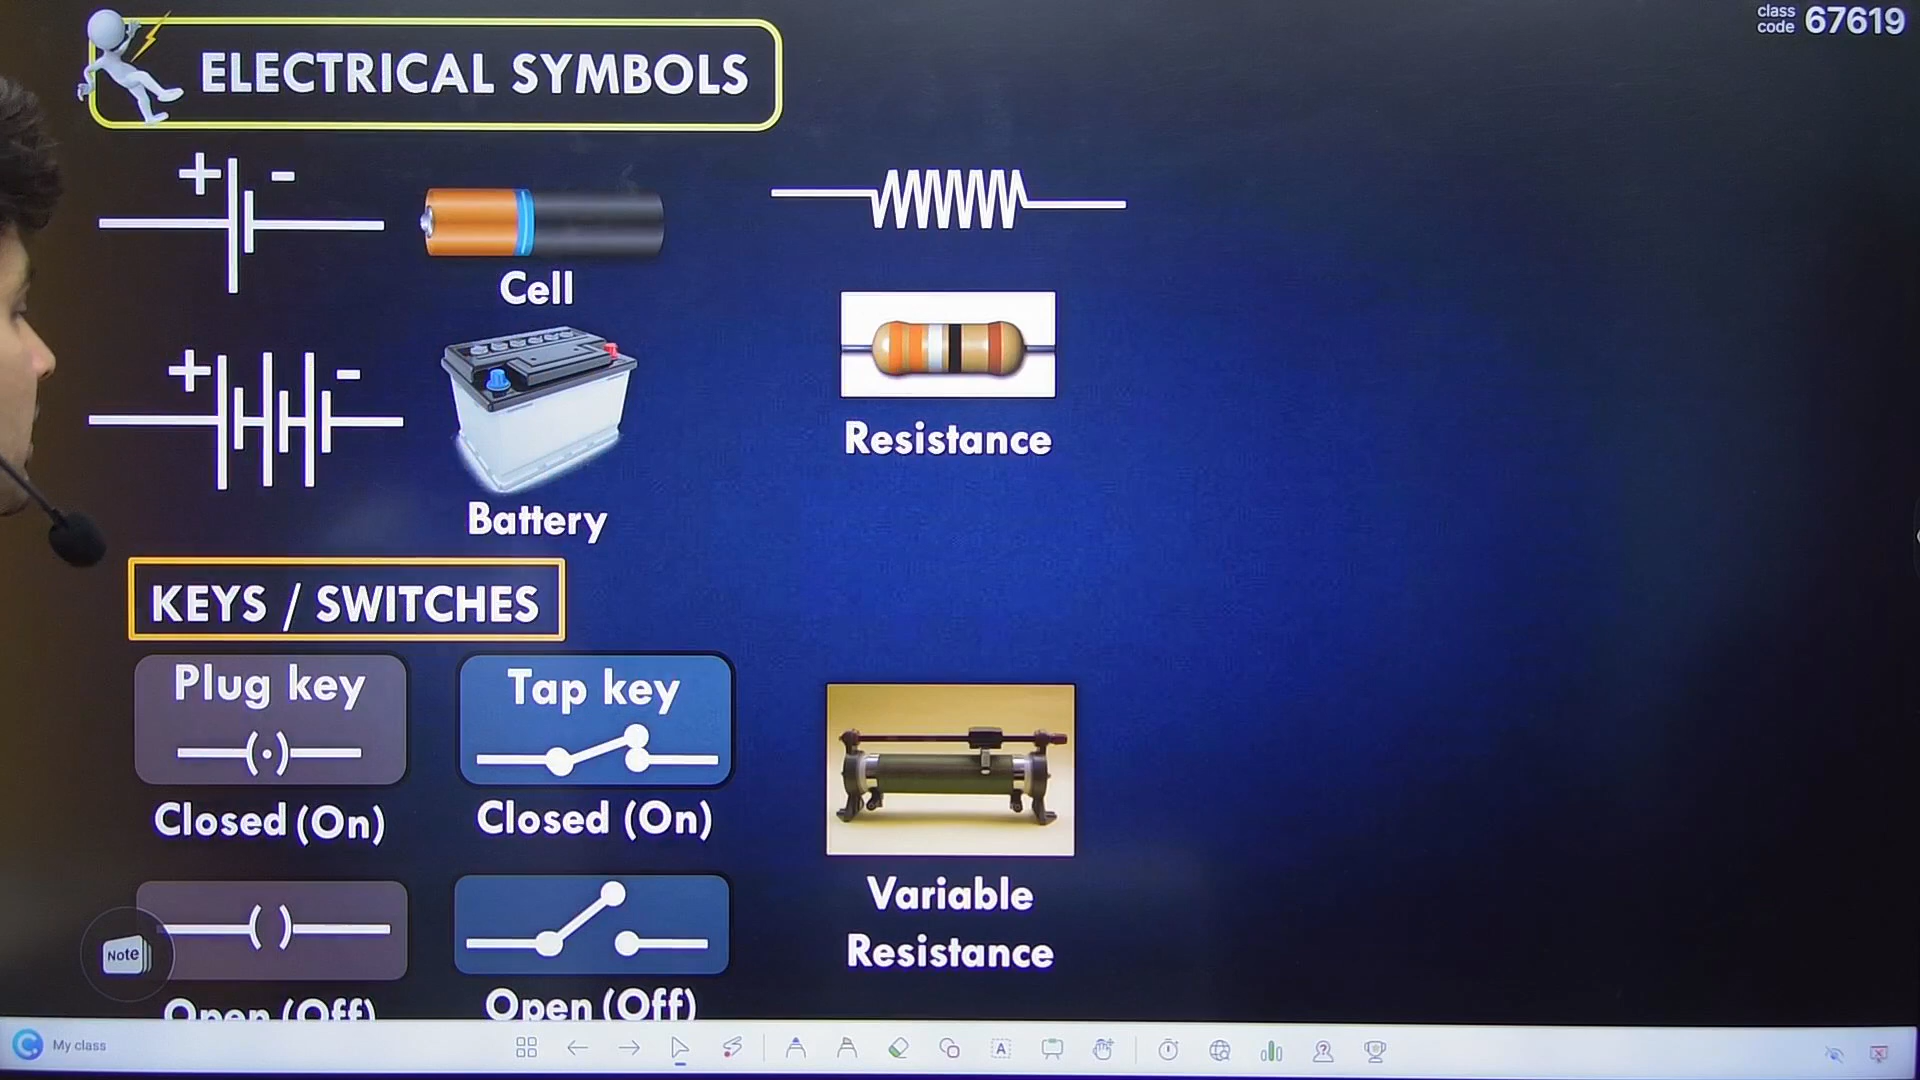 class code 67619
ELECTRICAL SYMBOLS
+ -
Cell
+ -
Battery
Resistance
KEYS / SWITCHES
Plug key
Closed (On)
Tap key
Closed (On)
Open (Off)
Open (Off)
Variable
Resistance
Note
My class
A